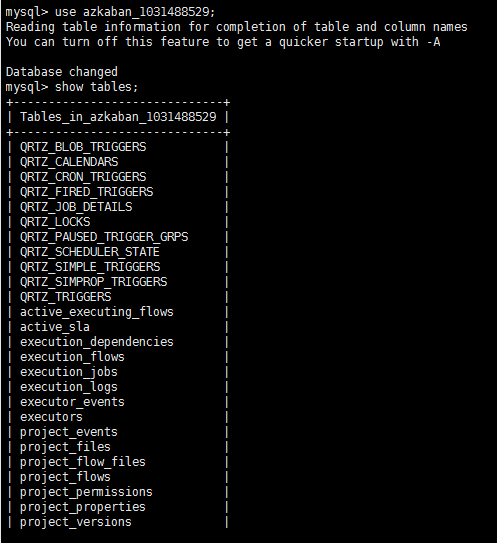 mysql> use azkaban_1031488529;
Reading table information for completion of table and column names
You can turn off this feature to get a quicker startup with -A

Database changed
mysql> show tables;
+------------------------------+
| Tables_in_azkaban_1031488529 |
+------------------------------+
| QRTZ_BLOB_TRIGGERS           |
| QRTZ_CALENDARS               |
| QRTZ_CRON_TRIGGERS           |
| QRTZ_FIRED_TRIGGERS          |
| QRTZ_JOB_DETAILS             |
| QRTZ_LOCKS                   |
| QRTZ_PAUSED_TRIGGER_GRPS     |
| QRTZ_SCHEDULER_STATE         |
| QRTZ_SIMPLE_TRIGGERS         |
| QRTZ_SIMPROP_TRIGGERS        |
| QRTZ_TRIGGERS                |
| active_executing_flows       |
| active_sla                   |
| execution_dependencies       |
| execution_flows              |
| execution_jobs               |
| execution_logs               |
| executor_events              |
| executors                    |
| project_events               |
| project_files                |
| project_flow_files           |
| project_flows                |
| project_permissions          |
| project_properties           |
| project_versions             |